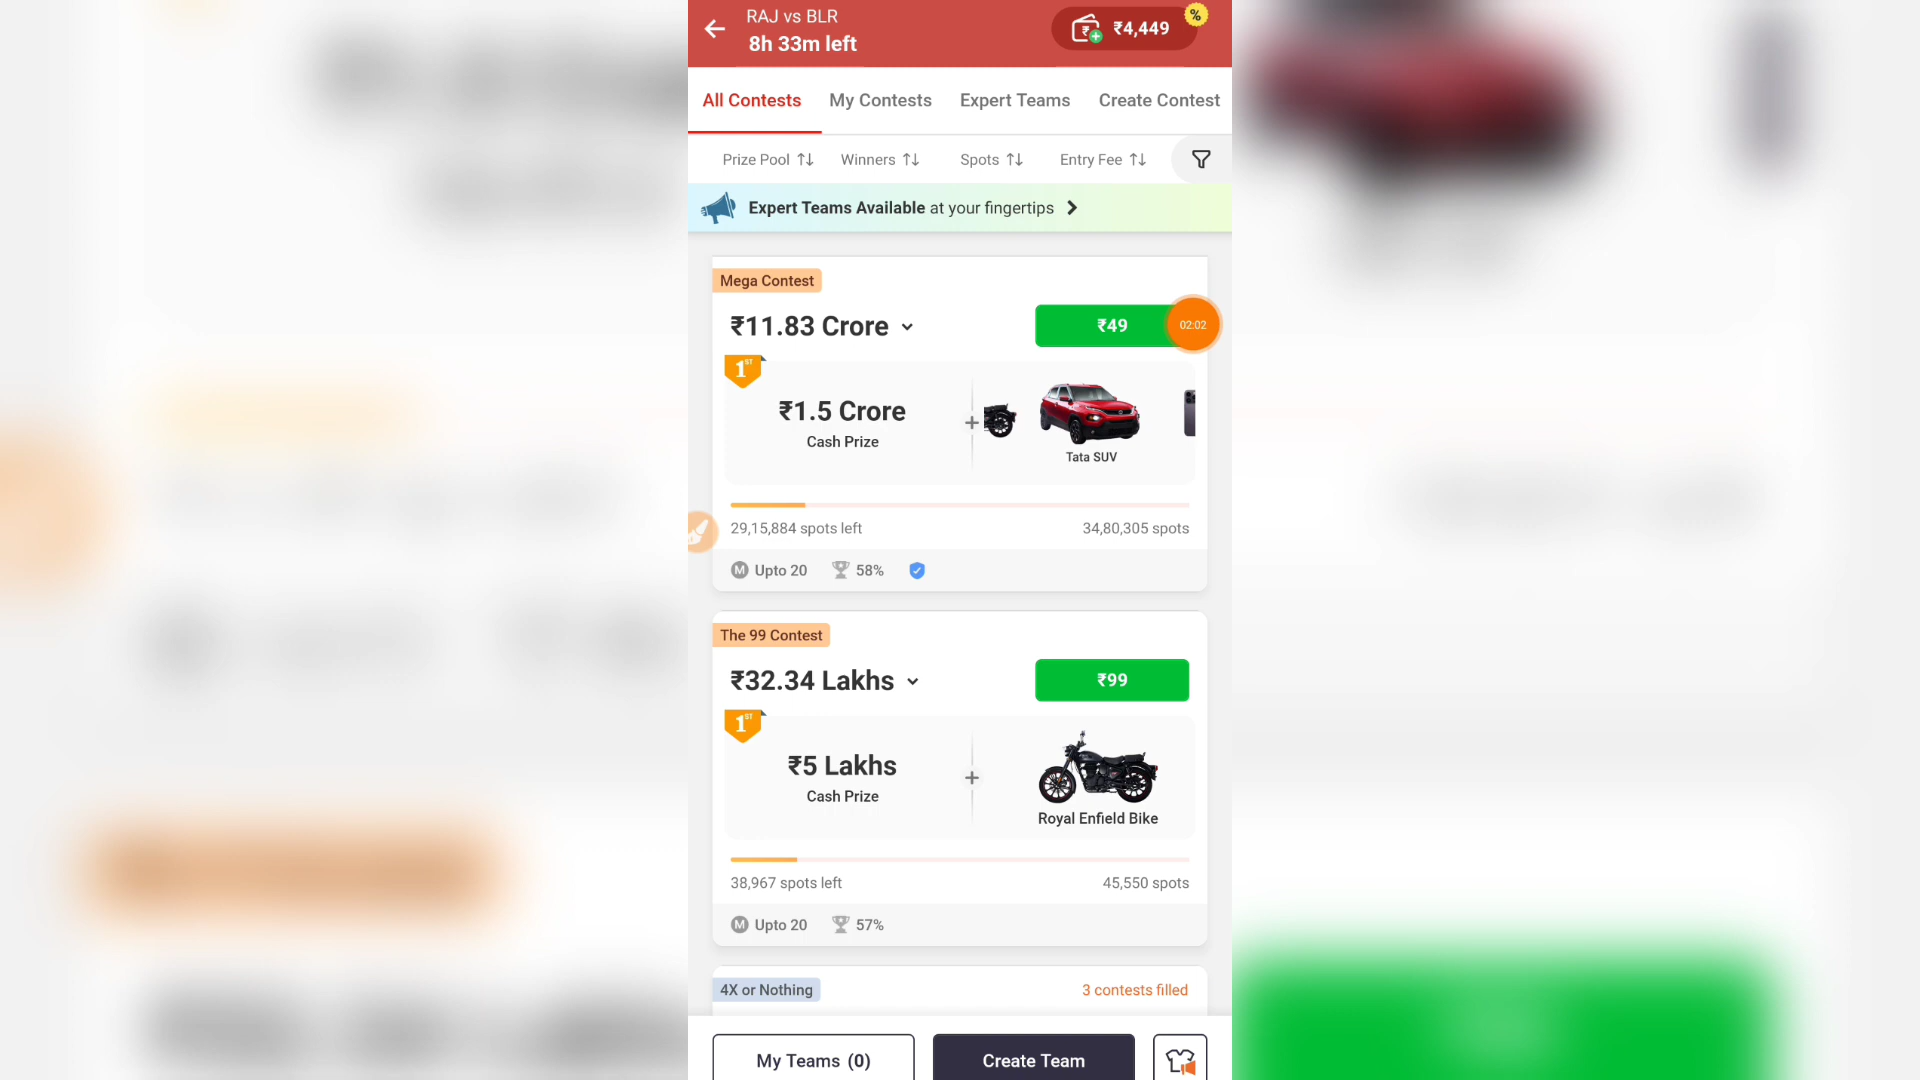 RAJ vs BLR
8h 33m left
₹4,449
%
All Contests
My Contests
Expert Teams
Create Contest
Prize Pool
Winners
Spots
Entry Fee
Expert Teams Available at your fingertips
Mega Contest
₹11.83 Crore
₹49
02:02
1ST
₹1.5 Crore
Cash Prize
+
Tata SUV
29,15,884 spots left
34,80,305 spots
M Upto 20
58%
The 99 Contest
₹32.34 Lakhs
₹99
1ST
₹5 Lakhs
Cash Prize
+
Royal Enfield Bike
38,967 spots left
45,550 spots
M Upto 20
57%
4X or Nothing
3 contests filled
My Teams (0)
Create Team